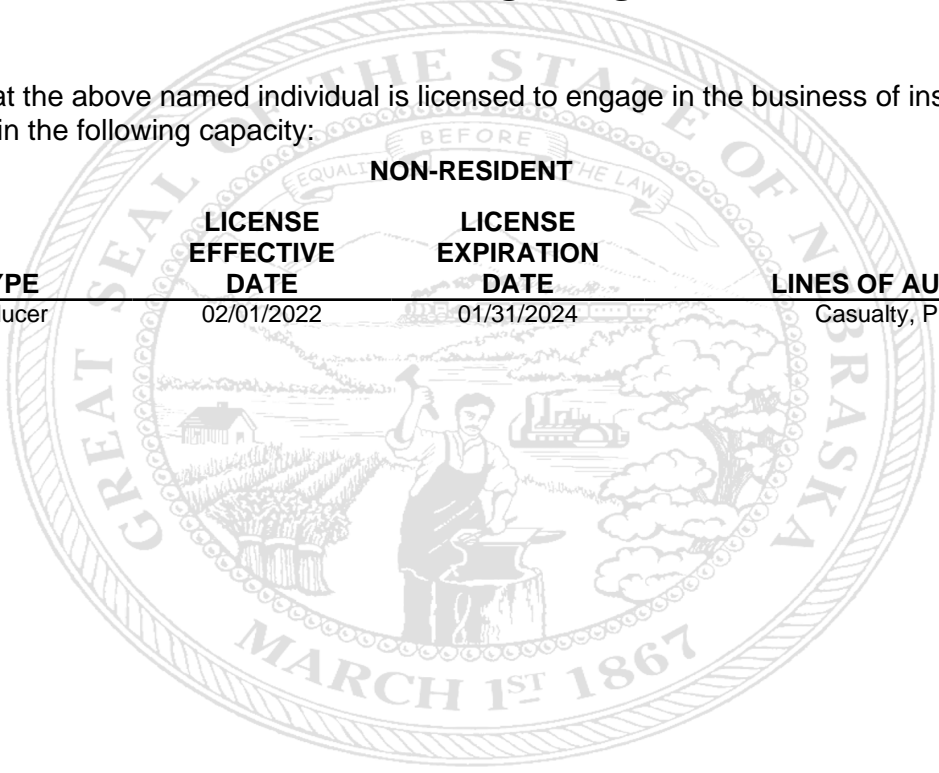 at the above named individual is licensed to engage in the business of ins
in the following capacity:
NON-RESIDENT
LICENSE LICENSE
EFFECTIVE EXPIRATION
YPE DATE DATE LINES OF AU
ucer 02/01/2022 01/31/2024 Casualty, P
GREAT SEAL OF THE STATE OF NEBRASKA
EQUALITY BEFORE THE LAW
MARCH 1ST 1867